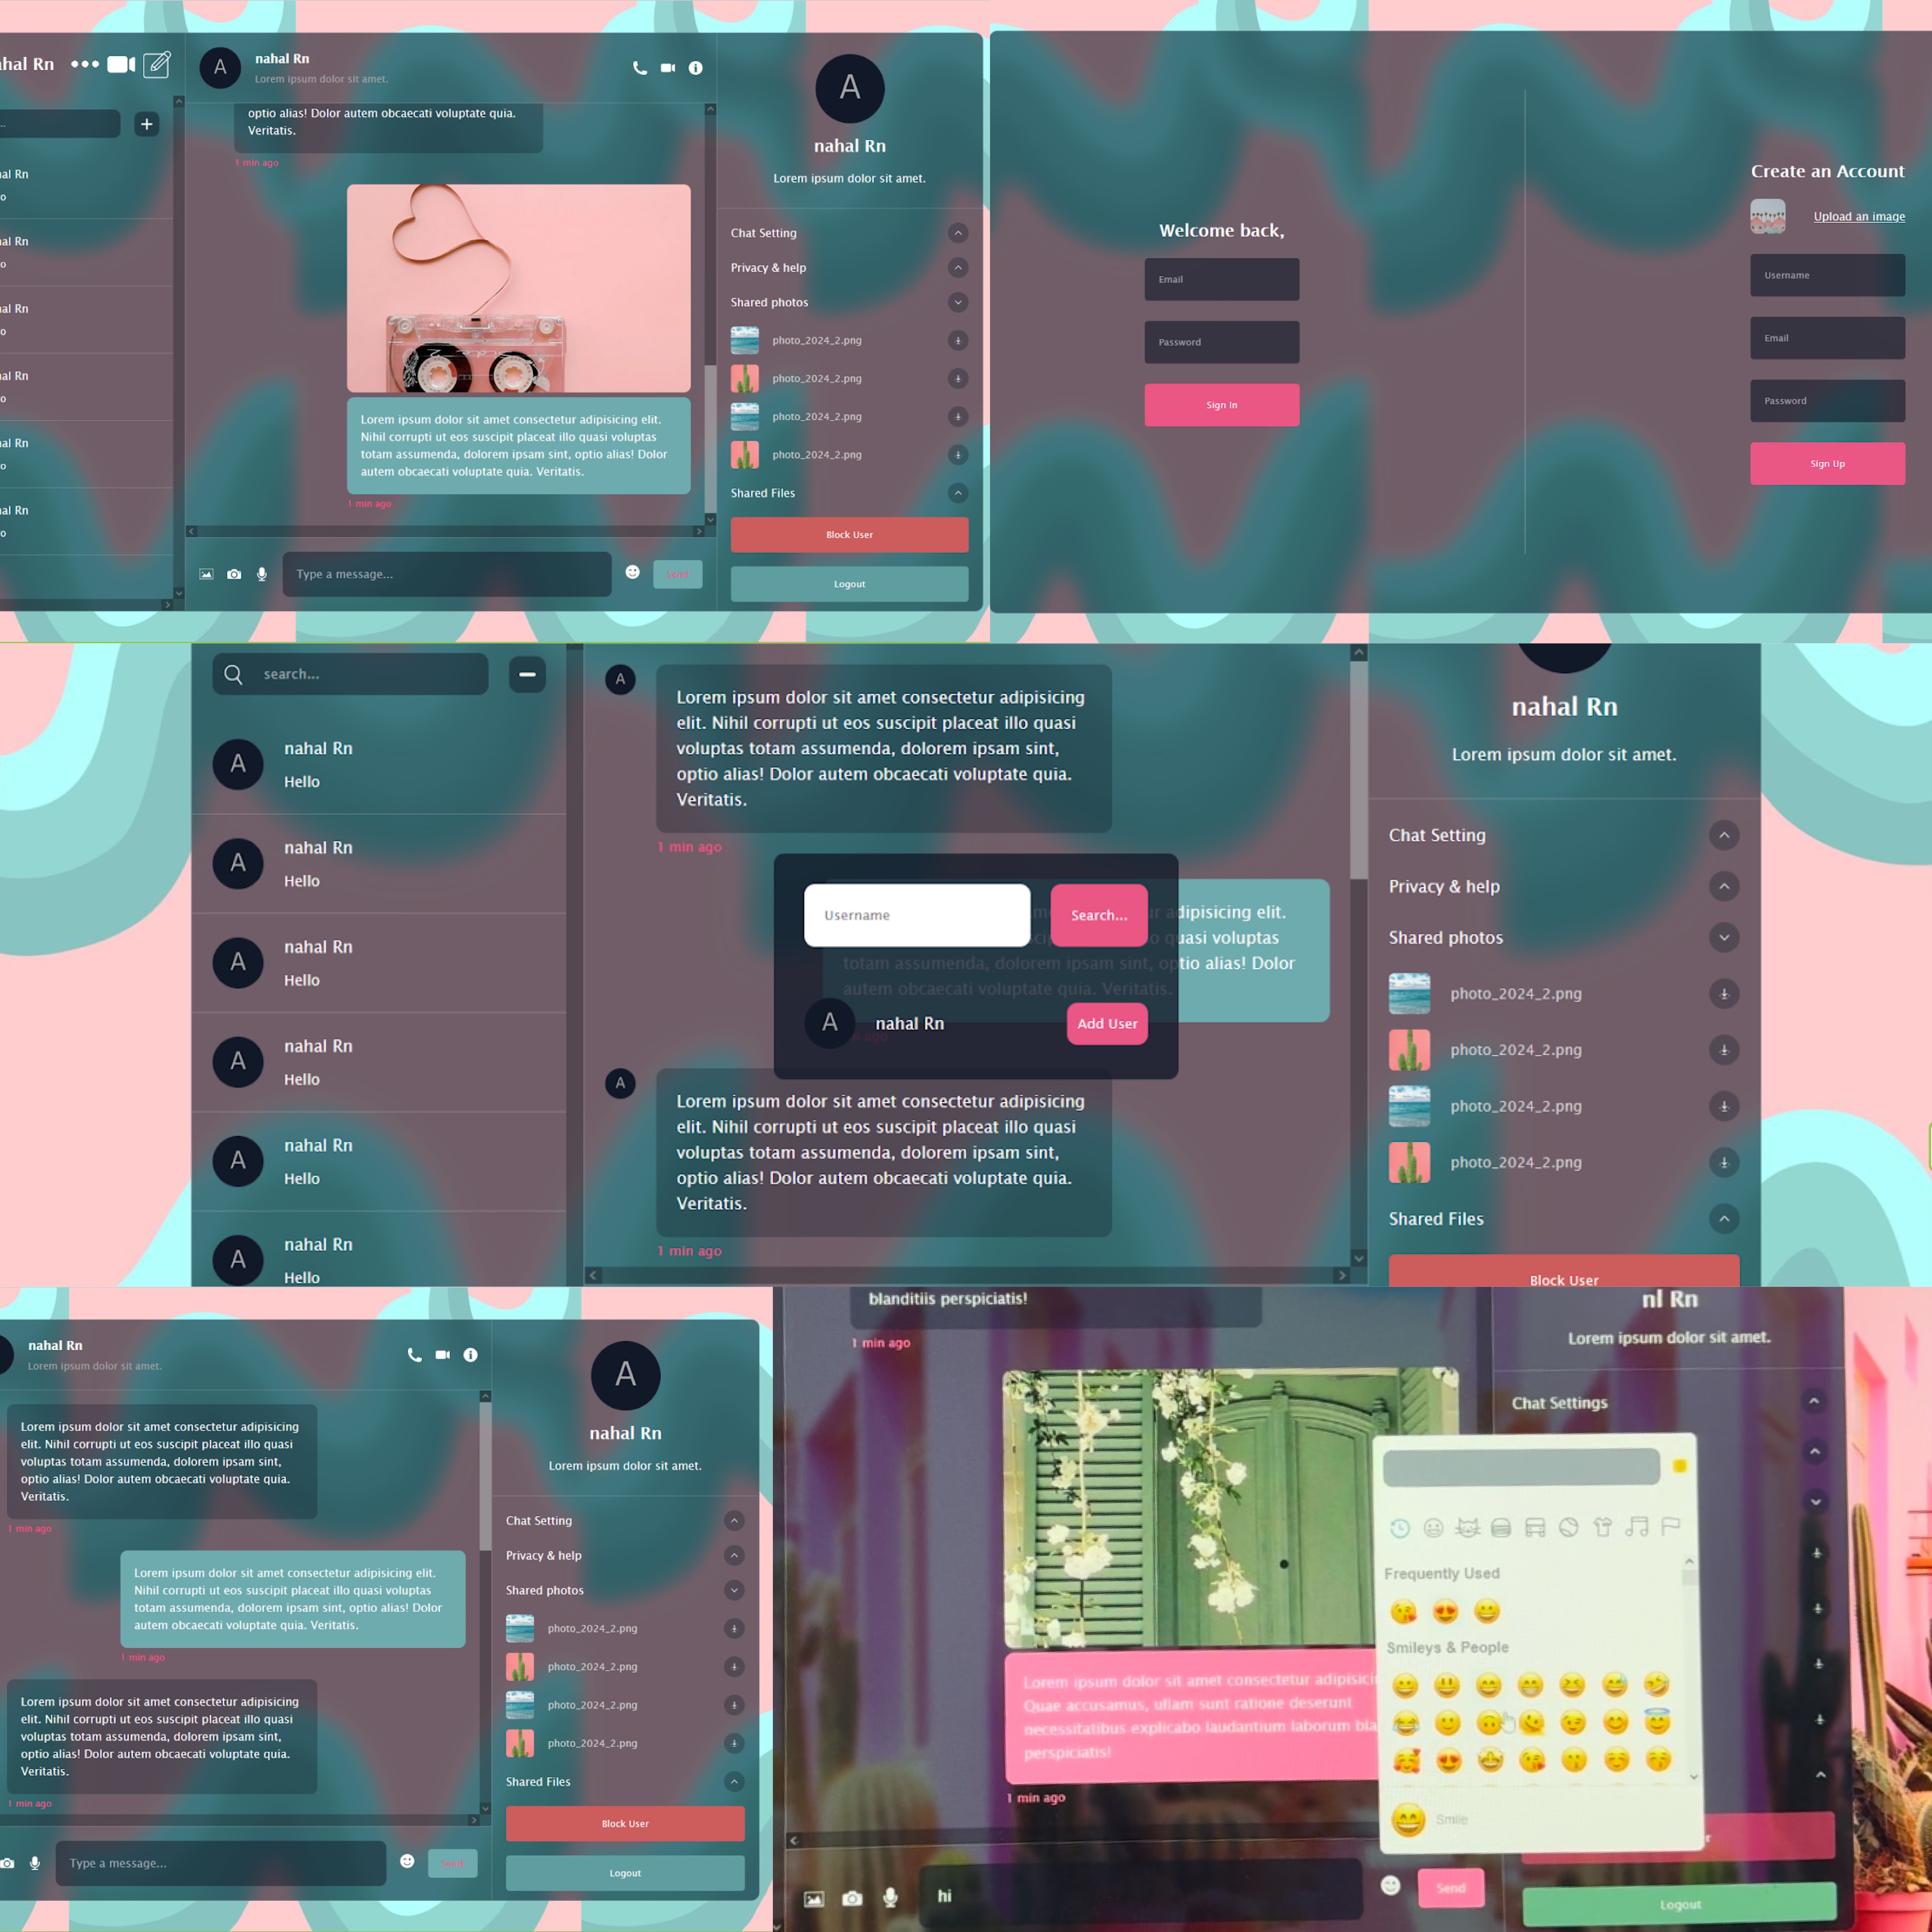 hal Rn
nahal Rn
Lorem ipsum dolor sit amet.
A
al Rn
o
al Rn
o
al Rn
o
al Rn
o
al Rn
o
al Rn
o
optio alias! Dolor autem obcaecati voluptate quia.
Veritatis.
1 min ago
Lorem ipsum dolor sit amet consectetur adipisicing elit.
Nihil corrupti ut eos suscipit placeat illo quasi voluptas
totam assumenda, dolorem ipsam sint, optio alias! Dolor
autem obcaecati voluptate quia. Veritatis.
1 min ago
Type a message...
Send
A
nahal Rn
Lorem ipsum dolor sit amet.
Chat Setting
Privacy & help
Shared photos
photo_2024_2.png
photo_2024_2.png
photo_2024_2.png
photo_2024_2.png
Shared Files
Block User
Logout
Welcome back,
Email
Password
Sign In
Create an Account
Upload an image
Username
Email
Password
Sign Up
search...
A
nahal Rn
Hello
A
nahal Rn
Hello
A
nahal Rn
Hello
A
nahal Rn
Hello
A
nahal Rn
Hello
A
nahal Rn
Hello
A
Lorem ipsum dolor sit amet consectetur adipisicing
elit. Nihil corrupti ut eos suscipit placeat illo quasi
voluptas totam assumenda, dolorem ipsam sint,
optio alias! Dolor autem obcaecati voluptate quia.
Veritatis.
1 min ago
Username
Search...
dipisicing elit.
quasi voluptas
totam assumenda, dolorem ipsam sint, optio alias! Dolor
autem obcaecati voluptate quia. Veritatis.
A
nahal Rn
Add User
ago
A
Lorem ipsum dolor sit amet consectetur adipisicing
elit. Nihil corrupti ut eos suscipit placeat illo quasi
voluptas totam assumenda, dolorem ipsam sint,
optio alias! Dolor autem obcaecati voluptate quia.
Veritatis.
1 min ago
nahal Rn
Lorem ipsum dolor sit amet.
Chat Setting
Privacy & help
Shared photos
photo_2024_2.png
photo_2024_2.png
photo_2024_2.png
photo_2024_2.png
Shared Files
Block User
nahal Rn
Lorem ipsum dolor sit amet.
Lorem ipsum dolor sit amet consectetur adipisicing
elit. Nihil corrupti ut eos suscipit placeat illo quasi
voluptas totam assumenda, dolorem ipsam sint,
optio alias! Dolor autem obcaecati voluptate quia.
Veritatis.
1 min ago
Lorem ipsum dolor sit amet consectetur adipisicing elit.
Nihil corrupti ut eos suscipit placeat illo quasi voluptas
totam assumenda, dolorem ipsam sint, optio alias! Dolor
autem obcaecati voluptate quia. Veritatis.
1 min ago
Lorem ipsum dolor sit amet consectetur adipisicing
elit. Nihil corrupti ut eos suscipit placeat illo quasi
voluptas totam assumenda, dolorem ipsam sint,
optio alias! Dolor autem obcaecati voluptate quia.
Veritatis.
1 min ago
Type a message...
Send
A
nahal Rn
Lorem ipsum dolor sit amet.
Chat Setting
Privacy & help
Shared photos
photo_2024_2.png
photo_2024_2.png
photo_2024_2.png
photo_2024_2.png
Shared Files
Block User
Logout
blanditiis perspiciatis!
1 min ago
Lorem ipsum dolor sit amet consectetur adipisici
Quae accusamus, ullam sunt ratione deserunt
necessitatibus explicabo laudantium laborum bla
perspiciatis!
1 min ago
hi
Send
nl Rn
Lorem ipsum dolor sit amet.
Chat Settings
Frequently Used
Smileys & People
Smile
r
Logout